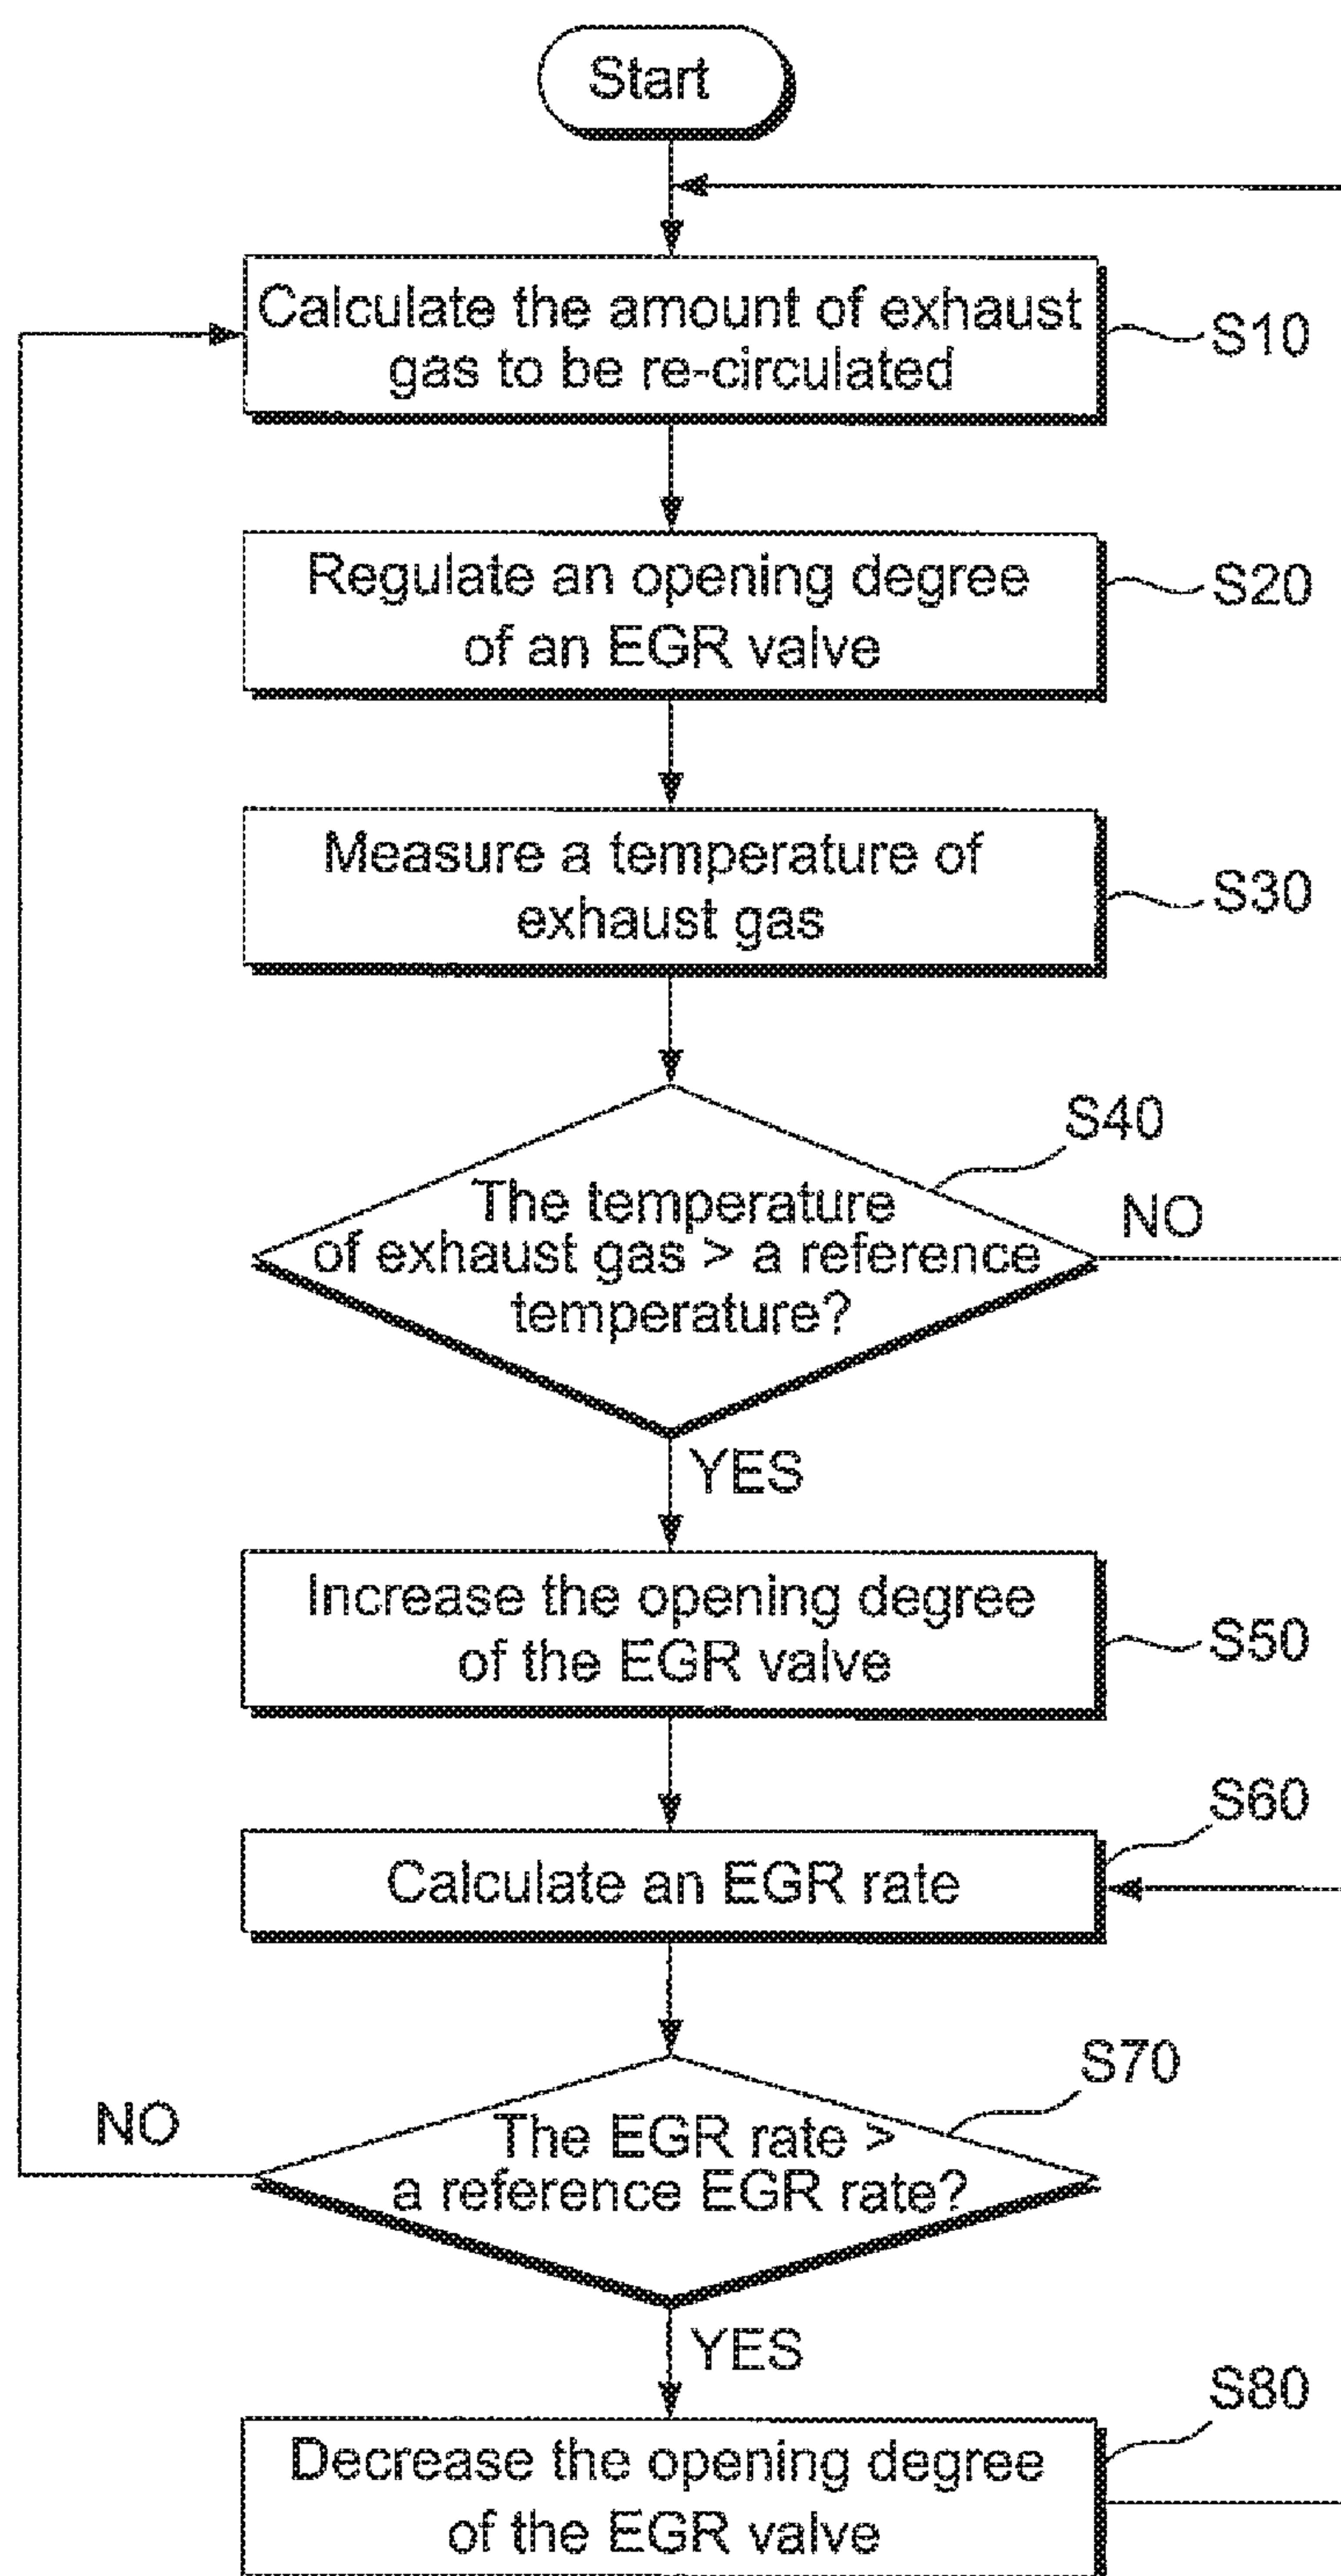 Start
Calculate the amount of exhaust
gas to be re-circulated
S10
Regulate an opening degree
of an EGR valve
S20
Measure a temperature of
exhaust gas
S30
S40
The temperature
of exhaust gas > a reference
temperature?
NO
YES
Increase the opening degree
of the EGR valve
S50
S60
Calculate an EGR rate
S70
The EGR rate >
a reference EGR rate?
NO
YES
S80
Decrease the opening degree
of the EGR valve